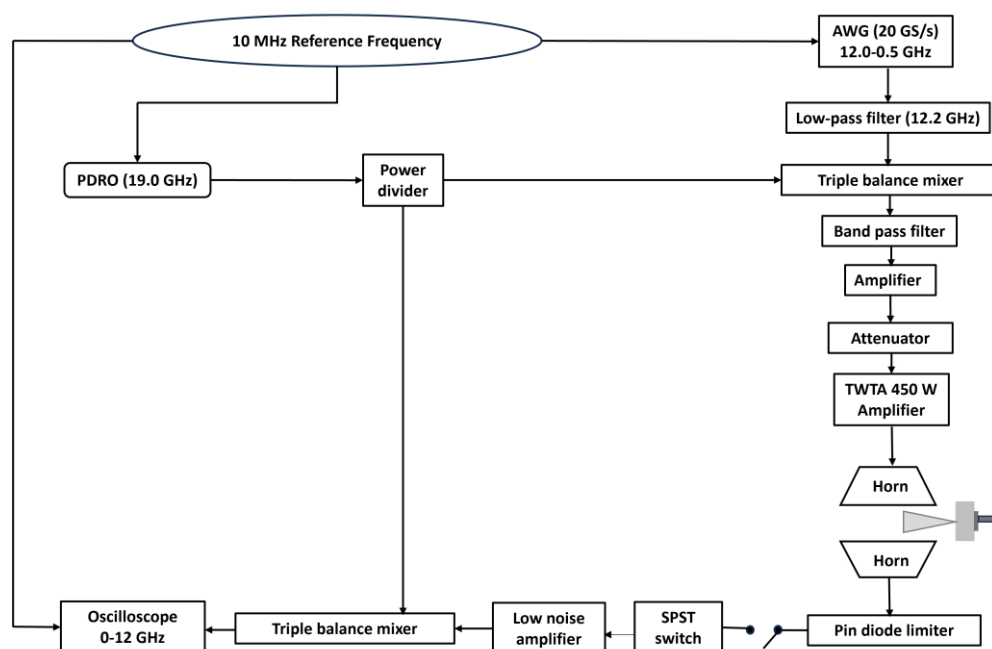 10 MHz Reference Frequency
AWG (20 GS/s)
12.0-0.5 GHz
Low-pass filter (12.2 GHz)
PDRO (19.0 GHz)
Power
divider
Triple balance mixer
Band pass filter
Amplifier
Attenuator
TWTA 450 W
Amplifier
Horn
Horn
Oscilloscope
0-12 GHz
Triple balance mixer
Low noise
amplifier
SPST
switch
Pin diode limiter